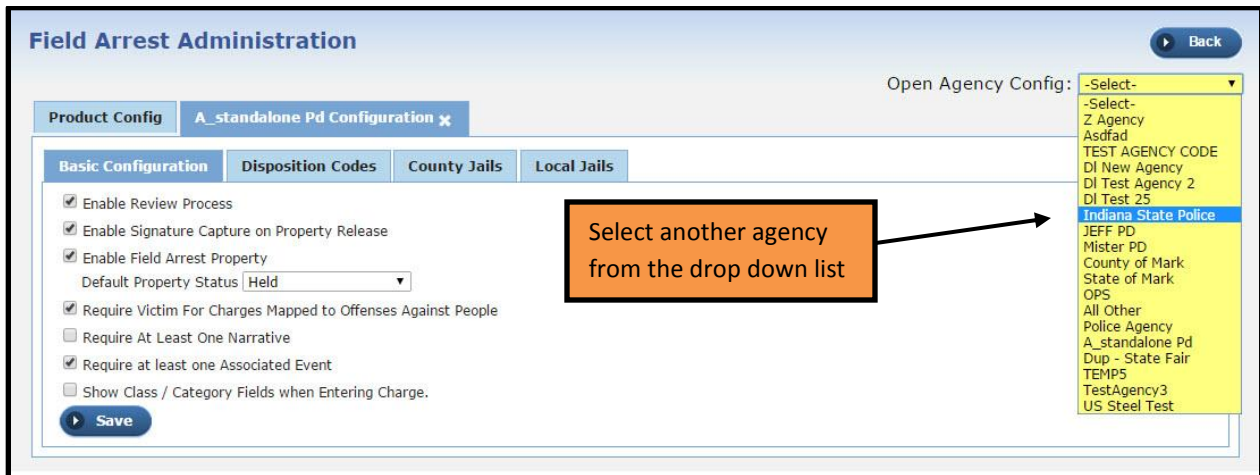 Field Arrest Administration
Back
Open Agency Config: -Select-
Product Config A_standalone Pd Configuration x
Basic Configuration Disposition Codes County Jails Local Jails
Enable Review Process
Enable Signature Capture on Property Release
Enable Field Arrest Property
Default Property Status Held
Require Victim For Charges Mapped to Offenses Against People
Require At Least One Narrative
Require at least one Associated Event
Show Class / Category Fields when Entering Charge.
Save
Select another agency
from the drop down list
-Select-
Z Agency
Asdfad
TEST AGENCY CODE
Dl New Agency
Dl Test Agency 2
Dl Test 25
Indiana State Police
JEFF PD
Mister PD
County of Mark
State of Mark
OPS
All Other
Police Agency
A_standalone Pd
Dup - State Fair
TEMP5
TestAgency3
US Steel Test